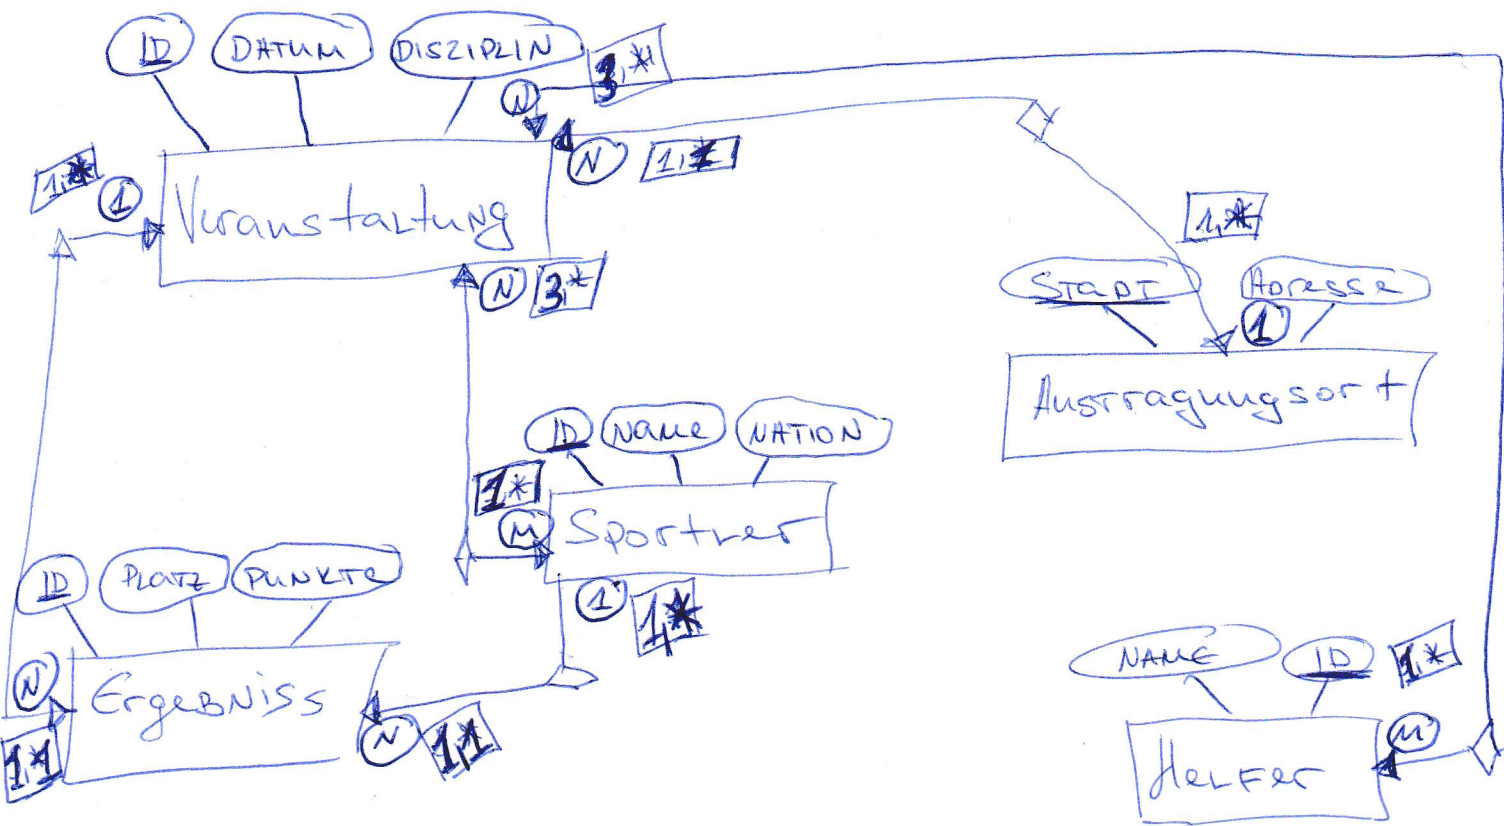 ID DATUM DISZIPLIN
N 3,*
1,* 1 N 1,1
Veranstaltung
1,*
N 3,*
STADT Adresse
1
Austragungsort
ID Name NATION
1,*
M Sportler
1 1,*
ID PLATZ PUNKTE
N Ergebniss
1,1 N 1,1
NAME ID 1,*
M
Helfer